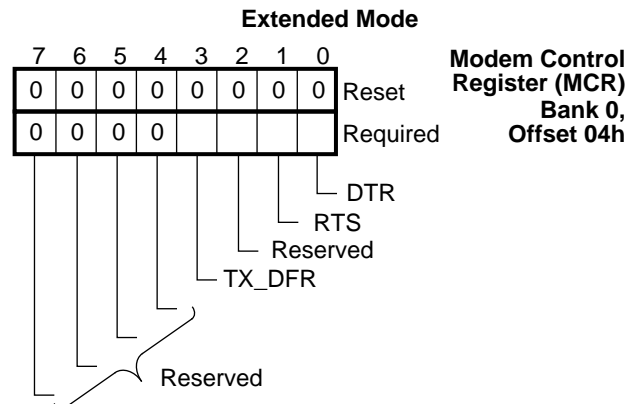 Extended Mode
7 6 5 4 3 2 1 0
0 0 0 0 0 0 0 0 Reset
0 0 0 0 Required
Modem Control
Register (MCR)
Bank 0,
Offset 04h
DTR
RTS
Reserved
TX_DFR
Reserved